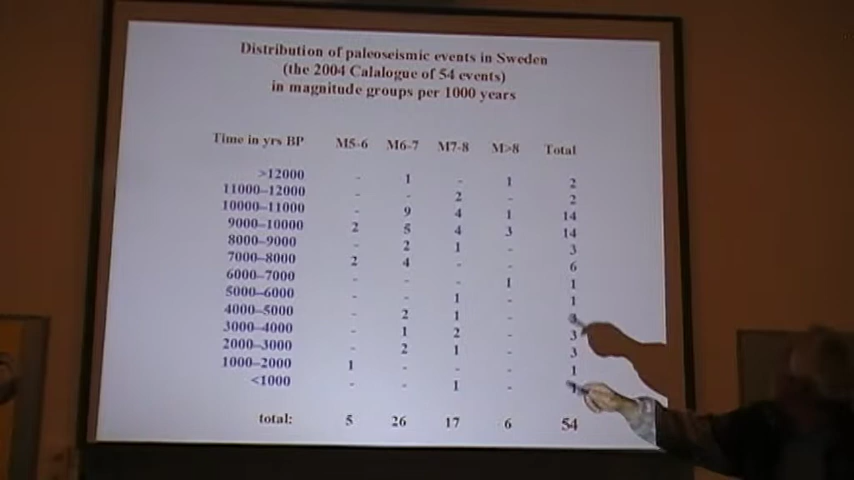 Distribution of paleoseismic events in Sweden
(the 2004 Calalogue of 54 events)
in magnitude groups per 1000 years
Time in yrs BP M5-6 M6-7 M7-8 M>8 Total
>12000 - 1 - 1 2
11000–12000 - - 2 - 2
10000–11000 - 9 4 1 14
9000–10000 2 5 4 3 14
8000–9000 - 2 1 - 3
7000–8000 2 4 - - 6
6000–7000 - - - 1 1
5000–6000 - - 1 - 1
4000–5000 - 2 1 -
3000–4000 - 1 2 - 3
2000–3000 - 2 1 - 3
1000–2000 1 - - - 1
<1000 - - 1 -
total: 5 26 17 6 54